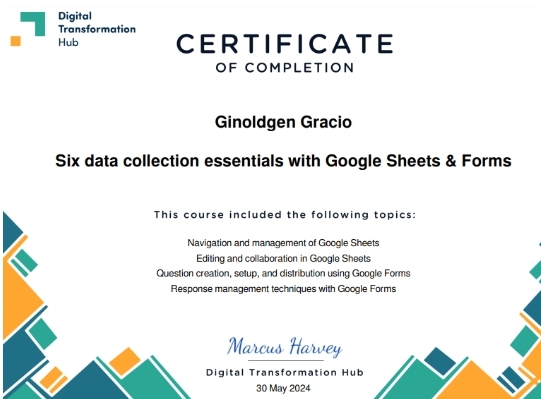 Digital
Transformation
Hub
CERTIFICATE
OF COMPLETION
Ginoldgen Gracio
Six data collection essentials with Google Sheets & Forms
This course included the following topics:
Navigation and management of Google Sheets
Editing and collaboration in Google Sheets
Question creation, setup, and distribution using Google Forms
Response management techniques with Google Forms
Marcus Harvey
Digital Transformation Hub
30 May 2024